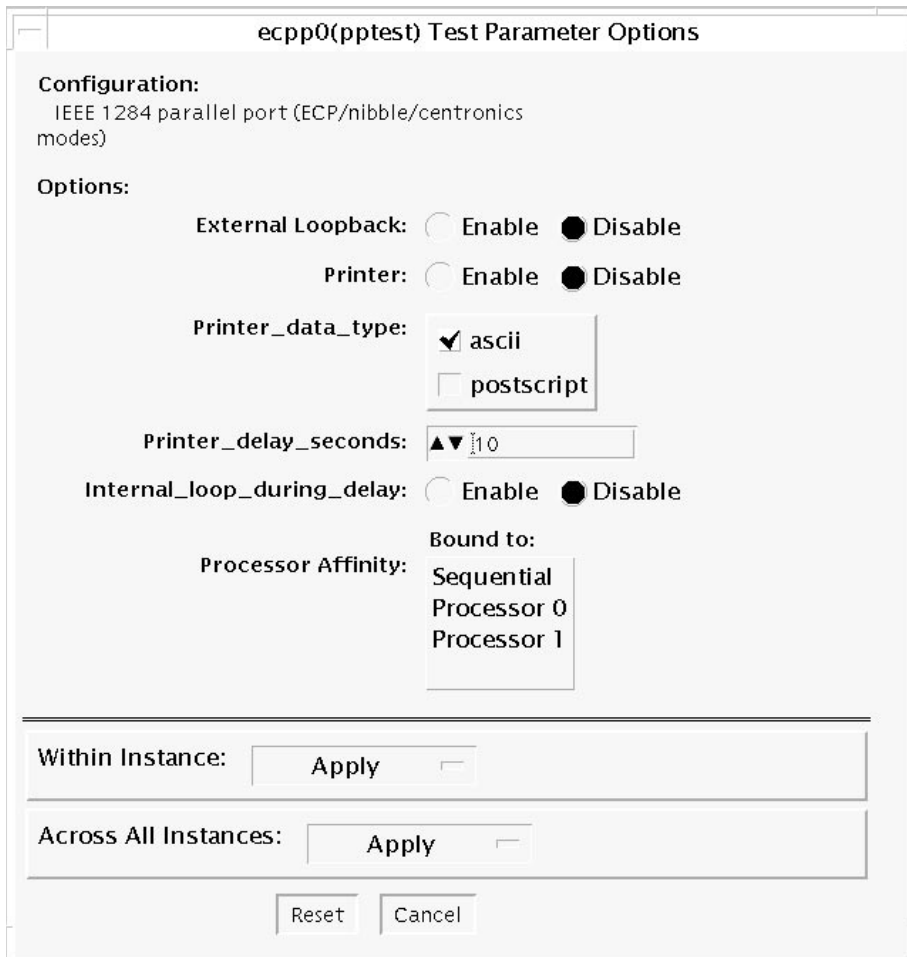 ecpp0(pptest) Test Parameter Options
Configuration:
IEEE 1284 parallel port (ECP/nibble/centronics
modes)
Options:
External Loopback: Enable Disable
Printer: Enable Disable
Printer_data_type: ascii
postscript
Printer_delay_seconds: 10
Internal_loop_during_delay: Enable Disable
Bound to:
Processor Affinity: Sequential
Processor 0
Processor 1
Within Instance: Apply
Across All Instances: Apply
Reset Cancel